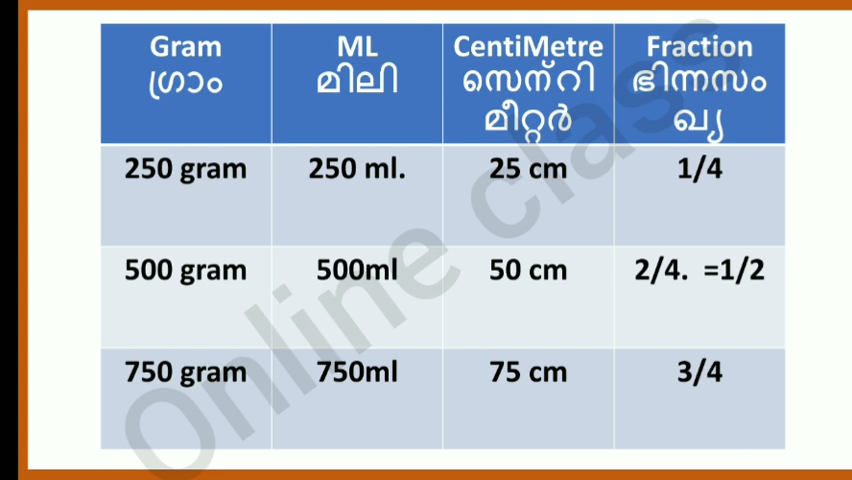 Gram ML CentiMetre Fraction
ഗ്രാം മിലി സെന്റി ഭിന്നസം
മീറ്റർ ഖ്യ
250 gram 250 ml. 25 cm 1/4
500 gram 500ml 50 cm 2/4. =1/2
750 gram 750ml 75 cm 3/4
Online class